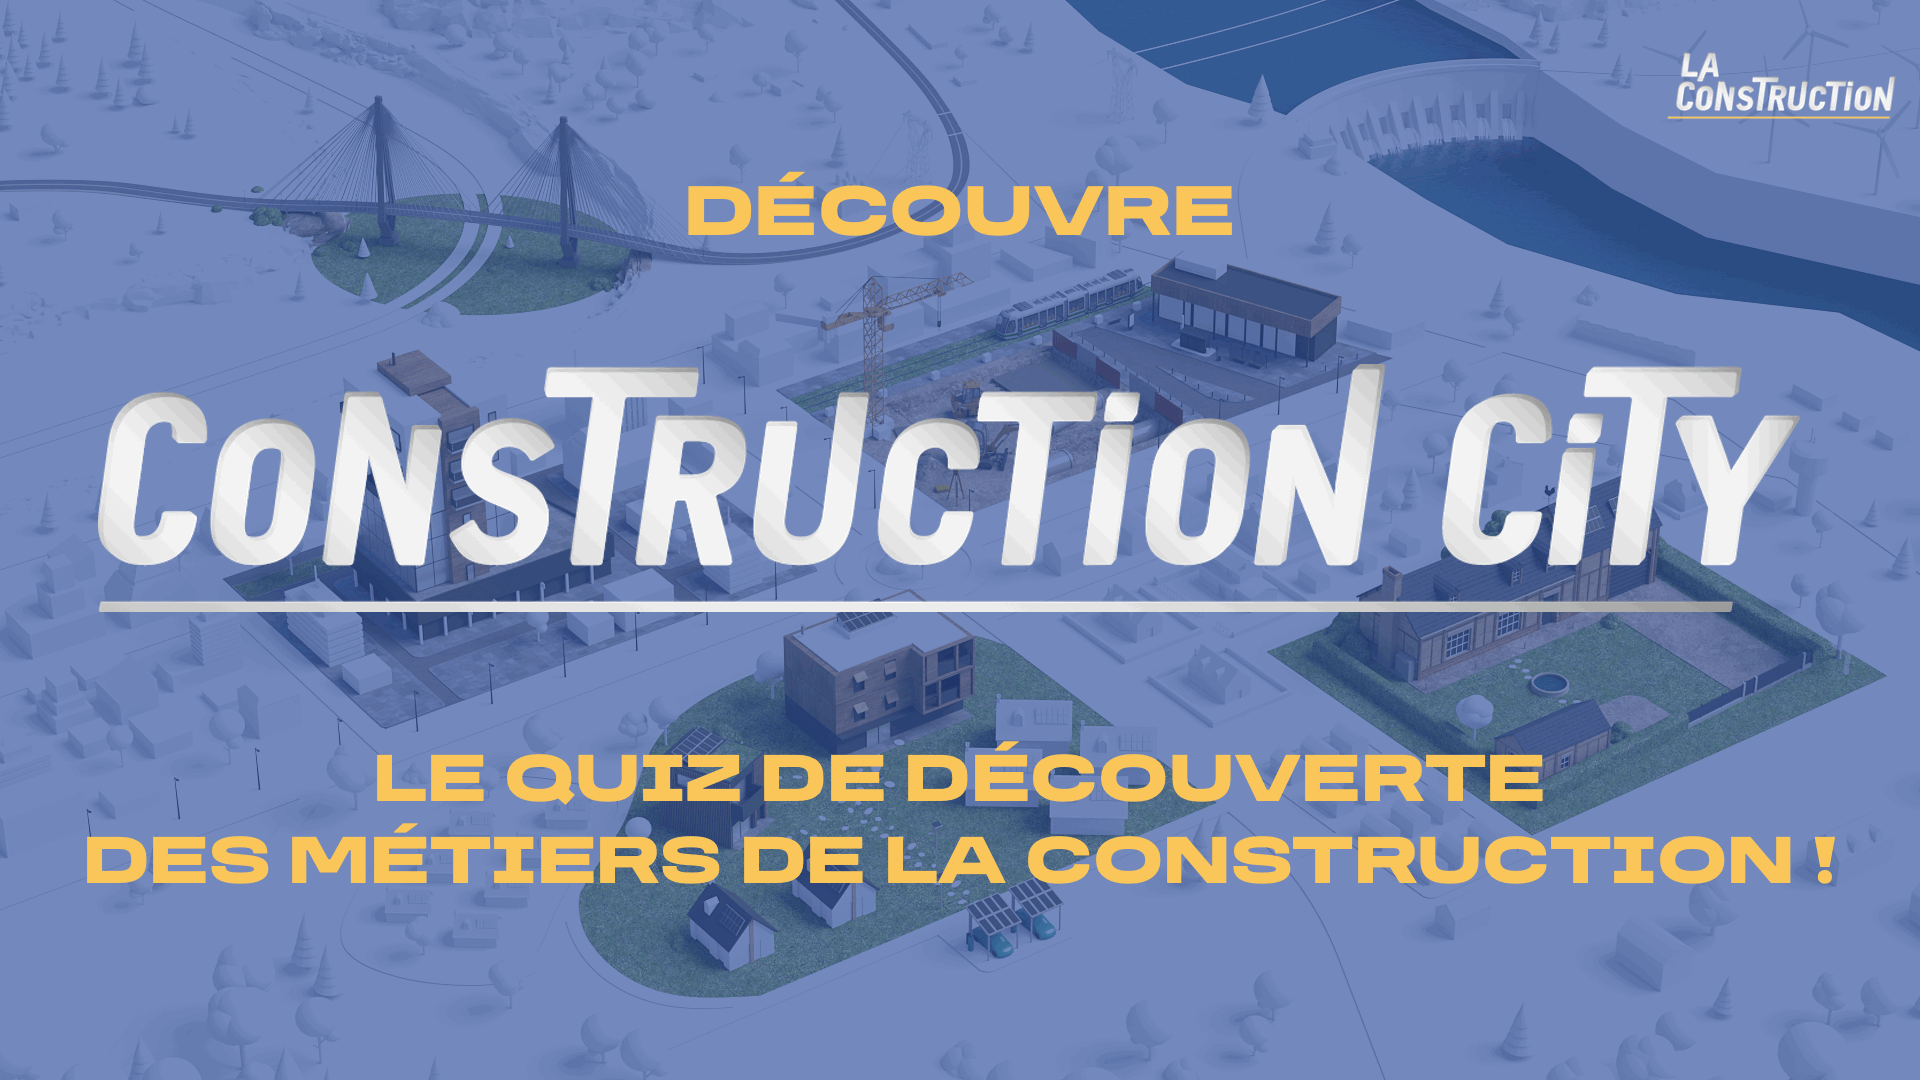 LA
CONSTRUCTION
DÉCOUVRE
CONSTRUCTION CiTY
LE QUIZ DE DÉCOUVERTE
DES MÉTIERS DE LA CONSTRUCTION !